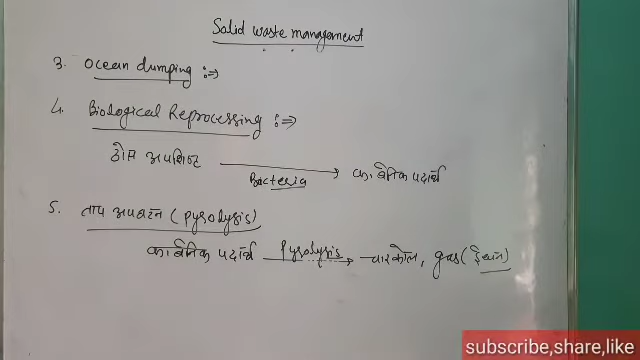 Solid waste management
3. Ocean dumping :⇒
4. Biological Reprocessing :⇒
ठोस अपशिष्ट ⟶ Bacteria कार्बनिक पदार्थ
5. ताप अपघटन (Pyrolysis)
कार्बनिक पदार्थ Pyrolysis ⟶ चारकोल, gas (ईंधन)
subscribe,share,like